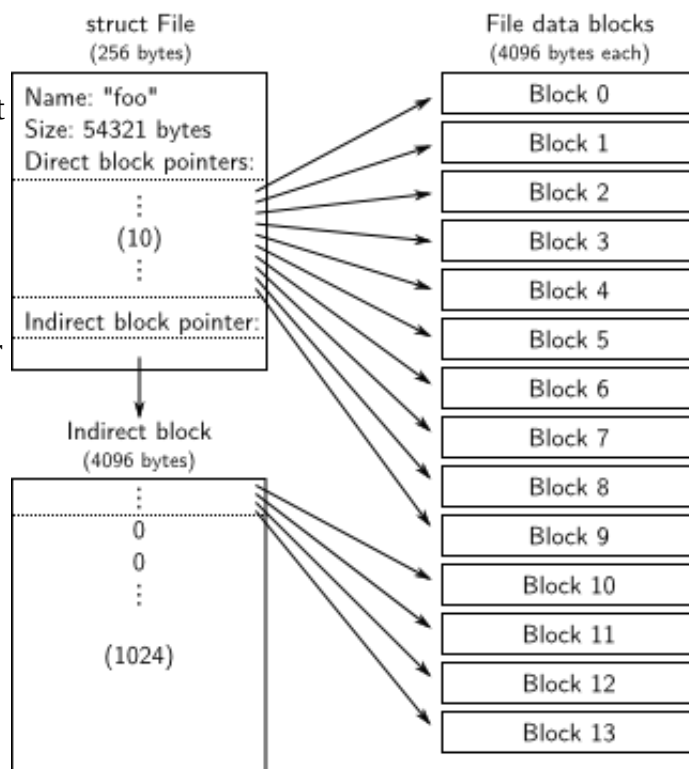 struct File
(256 bytes)
t
Name: "foo"
Size: 54321 bytes
Direct block pointers:
⋮
(10)
⋮
Indirect block pointer:
Indirect block
(4096 bytes)
⋮
0
0
⋮
(1024)
File data blocks
(4096 bytes each)
Block 0
Block 1
Block 2
Block 3
Block 4
Block 5
Block 6
Block 7
Block 8
Block 9
Block 10
Block 11
Block 12
Block 13